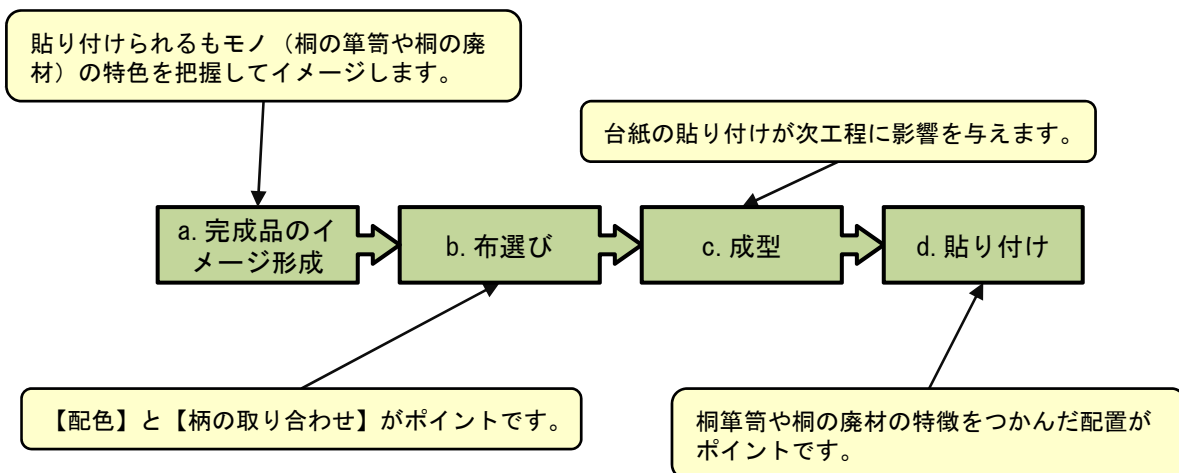 貼り付けられるもモノ（桐の箪笥や桐の廃
材）の特色を把握してイメージします。
台紙の貼り付けが次工程に影響を与えます。
a. 完成品のイ
メージ形成
b. 布選び
c. 成型
d. 貼り付け
【配色】と【柄の取り合わせ】がポイントです。
桐箪笥や桐の廃材の特徴をつかんだ配置が
ポイントです。